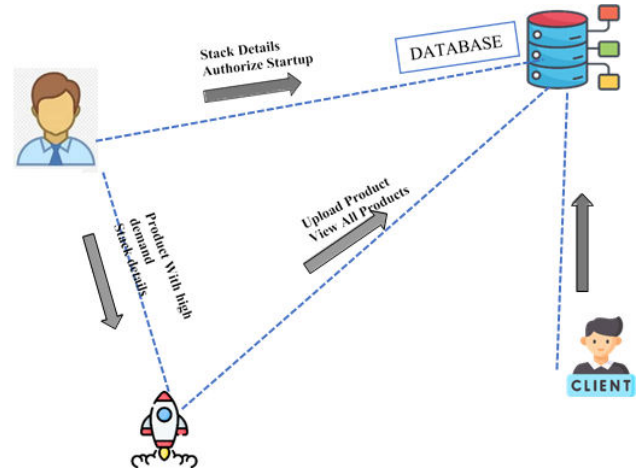 Stack Details
Authorize Startup
DATABASE
Upload Product
View All Products
Product With high
demand
Stack details
CLIENT